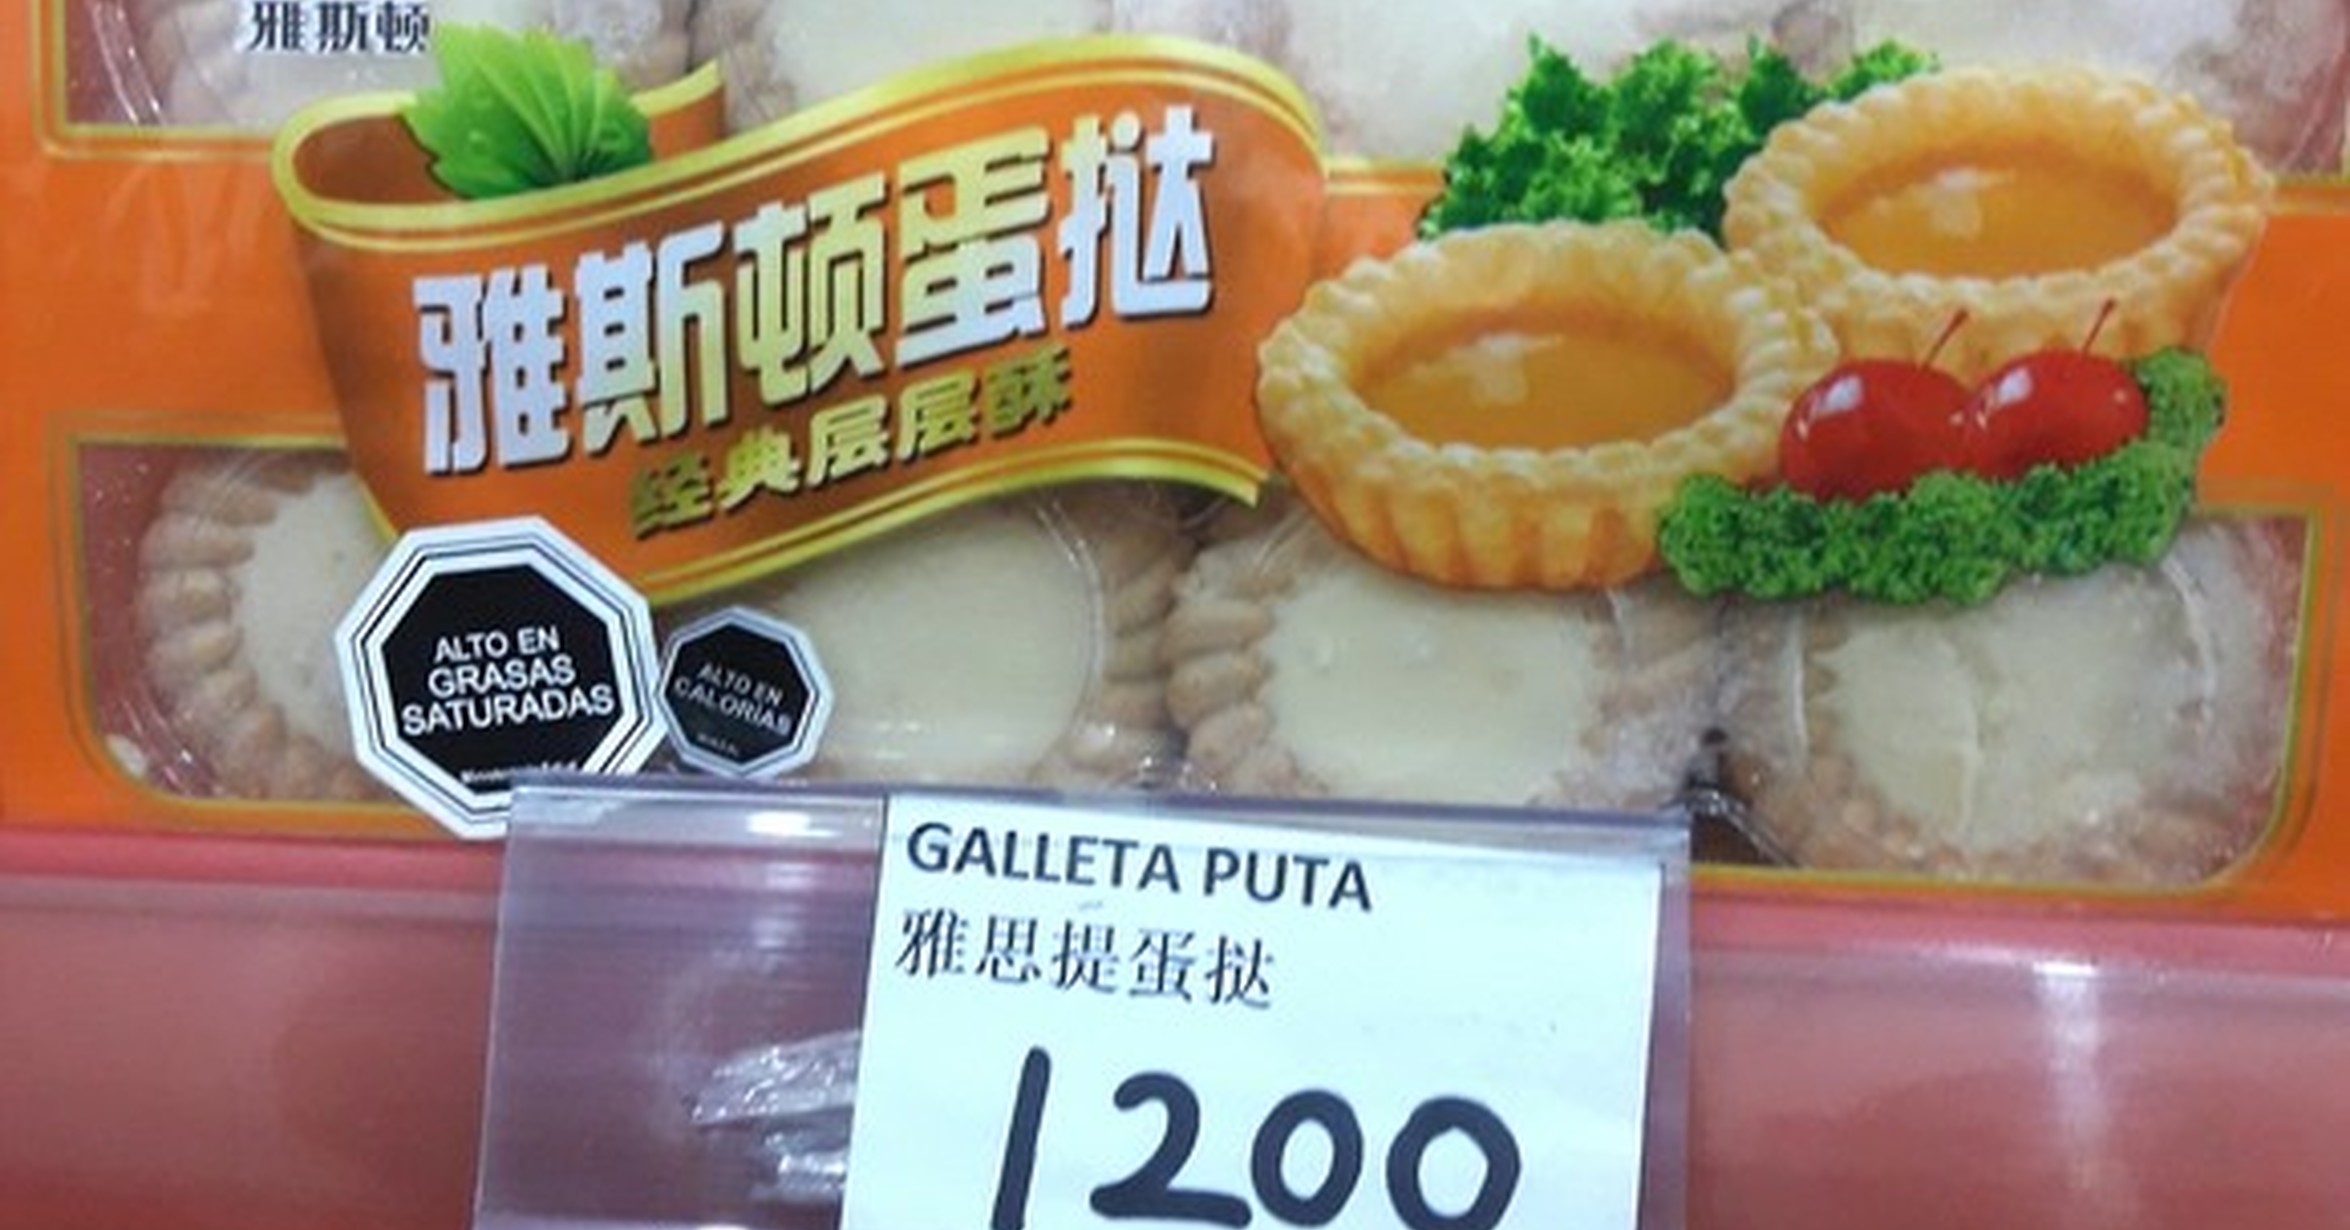 雅斯顿
雅斯顿蛋挞
经典层层酥
ALTO EN
GRASAS
SATURADAS
ALTO EN
CALORÍAS
GALLETA PUTA
雅思提蛋挞
1200